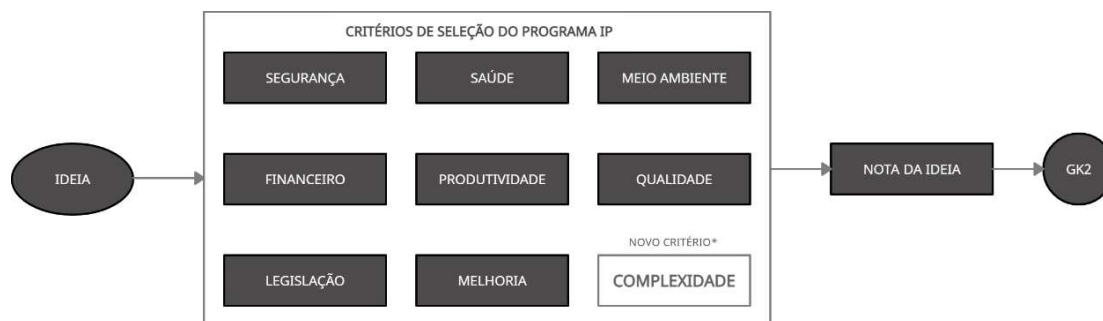 CRITÉRIOS DE SELEÇÃO DO PROGRAMA IP
SEGURANÇA
SAÚDE
MEIO AMBIENTE
IDEIA
FINANCEIRO
PRODUTIVIDADE
QUALIDADE
NOTA DA IDEIA
GK2
NOVO CRITÉRIO*
LEGISLAÇÃO
MELHORIA
COMPLEXIDADE